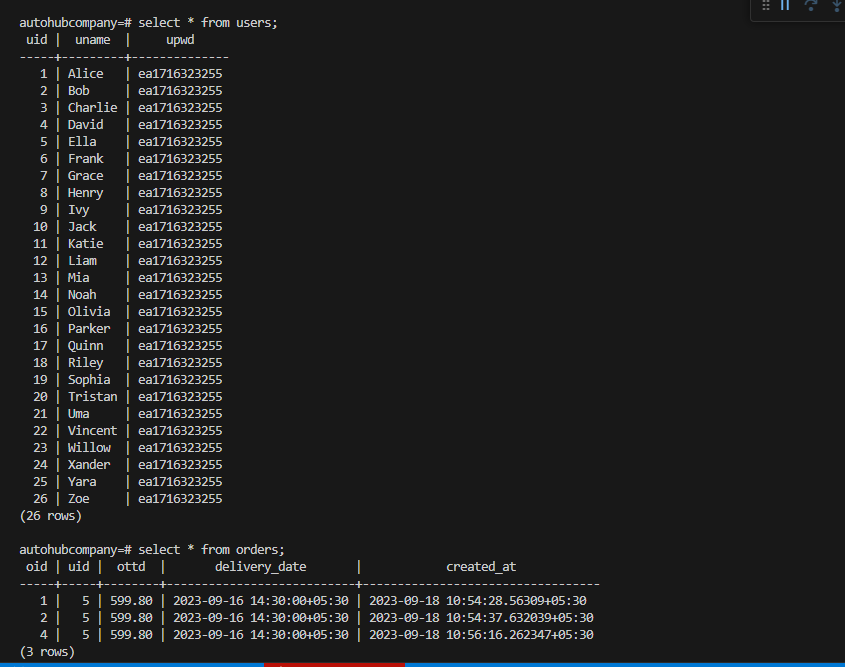 autohubcompany=# select * from users;
 uid |  uname  |    upwd
-----+---------+--------------
   1 | Alice   | ea1716323255
   2 | Bob     | ea1716323255
   3 | Charlie | ea1716323255
   4 | David   | ea1716323255
   5 | Ella    | ea1716323255
   6 | Frank   | ea1716323255
   7 | Grace   | ea1716323255
   8 | Henry   | ea1716323255
   9 | Ivy     | ea1716323255
  10 | Jack    | ea1716323255
  11 | Katie   | ea1716323255
  12 | Liam    | ea1716323255
  13 | Mia     | ea1716323255
  14 | Noah    | ea1716323255
  15 | Olivia  | ea1716323255
  16 | Parker  | ea1716323255
  17 | Quinn   | ea1716323255
  18 | Riley   | ea1716323255
  19 | Sophia  | ea1716323255
  20 | Tristan | ea1716323255
  21 | Uma     | ea1716323255
  22 | Vincent | ea1716323255
  23 | Willow  | ea1716323255
  24 | Xander  | ea1716323255
  25 | Yara    | ea1716323255
  26 | Zoe     | ea1716323255
(26 rows)
autohubcompany=# select * from orders;
 oid | uid |  ottd  |       delivery_date       |            created_at
-----+-----+--------+---------------------------+----------------------------------
   1 |   5 | 599.80 | 2023-09-16 14:30:00+05:30 | 2023-09-18 10:54:28.56309+05:30
   2 |   5 | 599.80 | 2023-09-16 14:30:00+05:30 | 2023-09-18 10:54:37.632039+05:30
   4 |   5 | 599.80 | 2023-09-16 14:30:00+05:30 | 2023-09-18 10:56:16.262347+05:30
(3 rows)